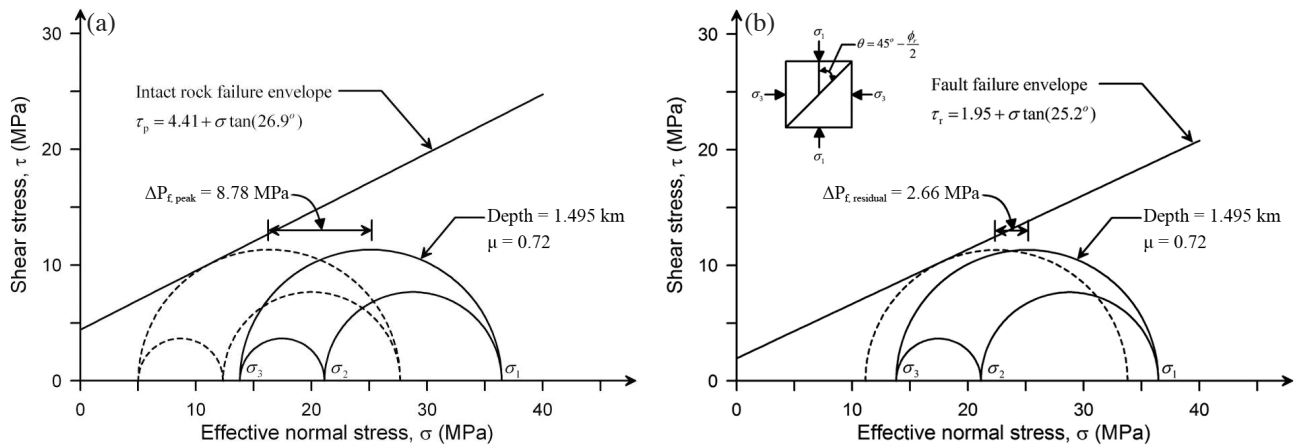 (a)
30
20
10
0
Shear stress, τ (MPa)
Intact rock failure envelope
τp = 4.41+ σ tan(26.9°)
ΔPf, peak = 8.78 MPa
Depth = 1.495 km
μ = 0.72
σ3
σ2
σ1
0
10
20
30
40
Effective normal stress, σ (MPa)
(b)
30
20
10
0
Shear stress, τ (MPa)
σ1
θ = 45° − ϕr/2
σ3
σ3
σ1
Fault failure envelope
τr = 1.95+ σ tan(25.2°)
ΔPf, residual = 2.66 MPa
Depth = 1.495 km
μ = 0.72
σ3
σ2
σ1
0
10
20
30
40
Effective normal stress, σ (MPa)